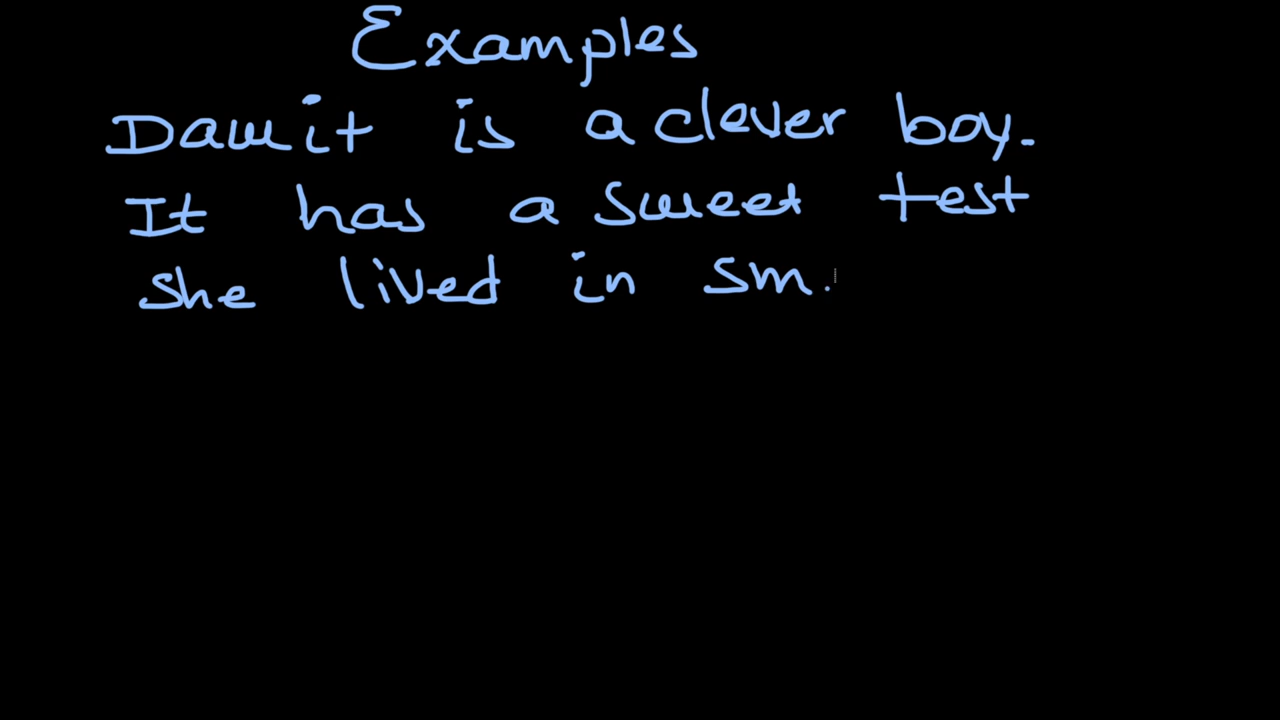 Examples
Dawit is a clever boy.
It has a sweet test
She lived in sm.